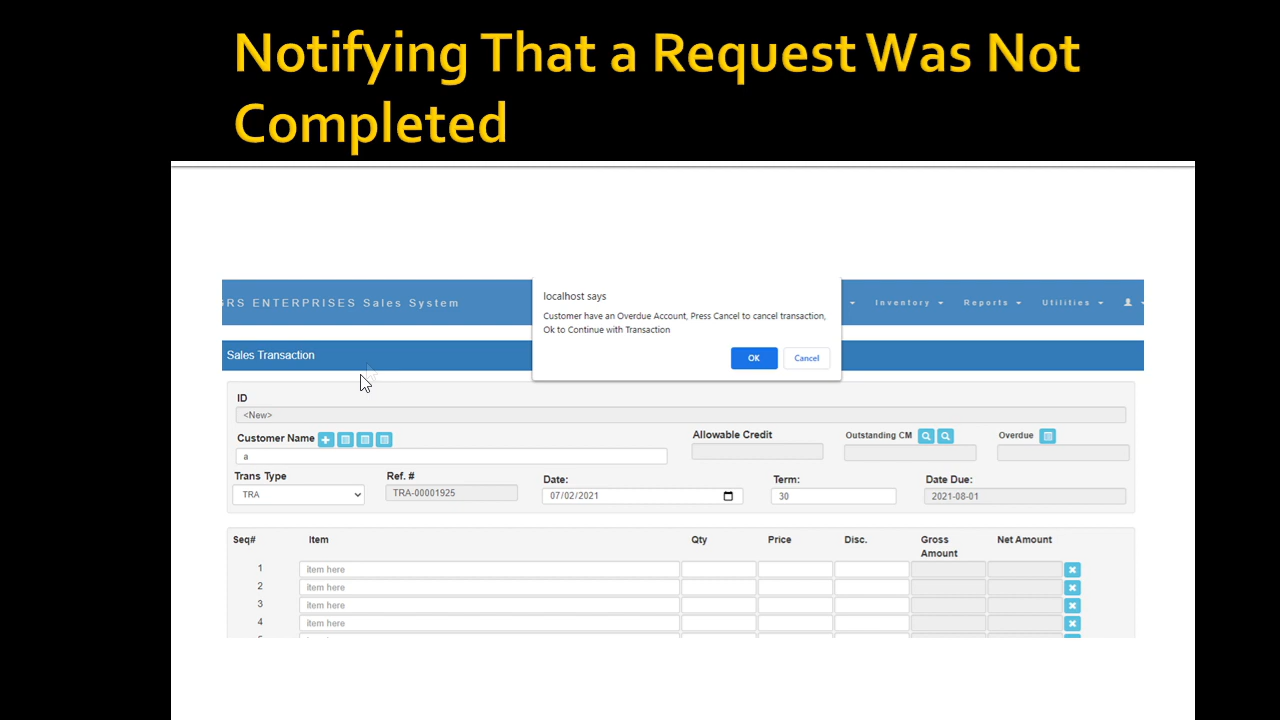 Notifying That a Request Was Not
Completed
localhost says
Customer have an Overdue Account, Press Cancel to cancel transaction,
Ok to Continue with Transaction
OK Cancel
ENTERPRISES Sales System
Inventory Reports Utilities
Sales Transaction
ID
<New>
Customer Name
a
Allowable Credit
Outstanding CM
Overdue
Trans Type
TRA
Ref. #
TRA-00001925
Date:
07/02/2021
Term:
30
Date Due:
2021-08-01
Seq# Item Qty Price Disc. Gross Net Amount
Amount
1 item here
2 item here
3 item here
4 item here